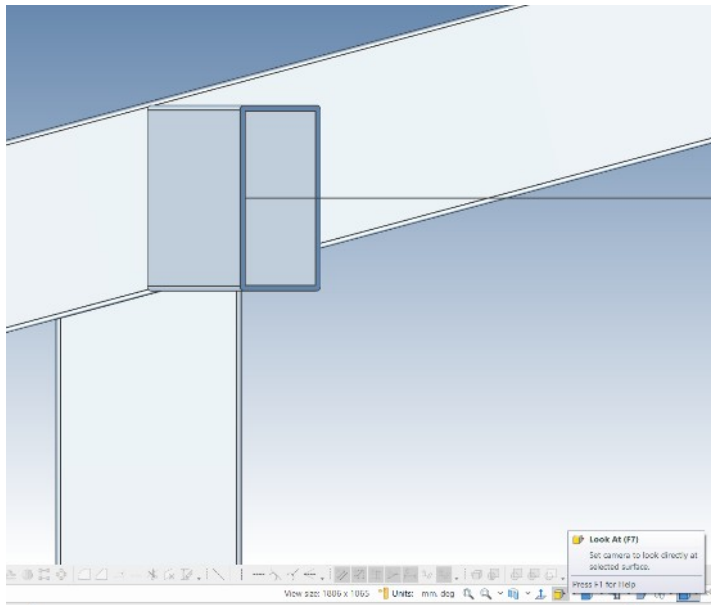 Look At (F7)
Set camera to look directly at
selected surface.
Press F1 for Help
View size: 1806 x 1065
Units:
mm, deg